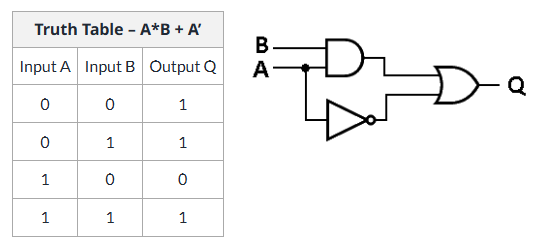 Truth Table – A*B + A’
Input A Input B Output Q
0 0 1
0 1 1
1 0 0
1 1 1
B
A
Q